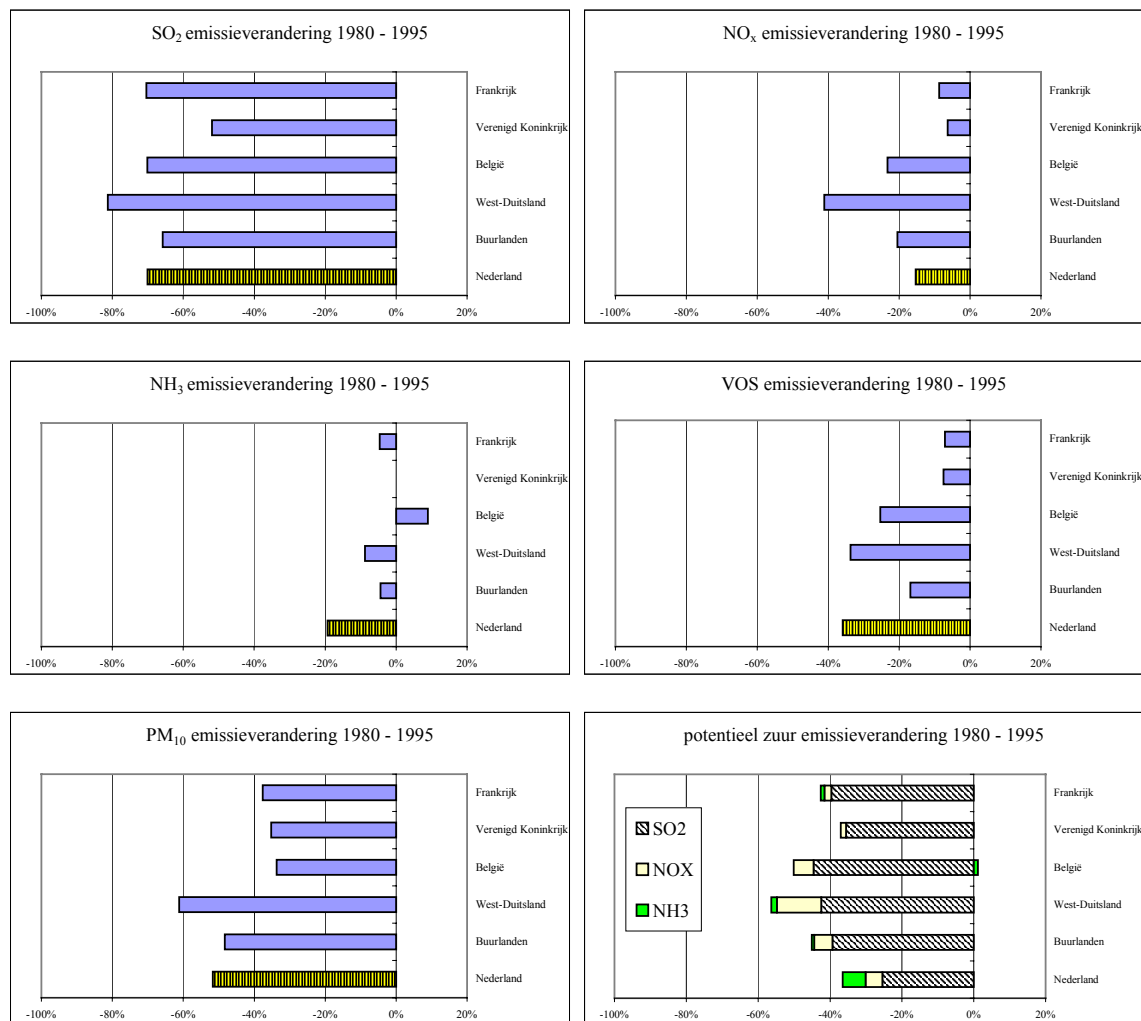 SO₂ emissieverandering 1980 - 1995
Frankrijk
Verenigd Koninkrijk
België
West-Duitsland
Buurlanden
Nederland
-100% -80% -60% -40% -20% 0% 20%
NOₓ emissieverandering 1980 - 1995
Frankrijk
Verenigd Koninkrijk
België
West-Duitsland
Buurlanden
Nederland
-100% -80% -60% -40% -20% 0% 20%
NH₃ emissieverandering 1980 - 1995
Frankrijk
Verenigd Koninkrijk
België
West-Duitsland
Buurlanden
Nederland
-100% -80% -60% -40% -20% 0% 20%
VOS emissieverandering 1980 - 1995
Frankrijk
Verenigd Koninkrijk
België
West-Duitsland
Buurlanden
Nederland
-100% -80% -60% -40% -20% 0% 20%
PM₁₀ emissieverandering 1980 - 1995
Frankrijk
Verenigd Koninkrijk
België
West-Duitsland
Buurlanden
Nederland
-100% -80% -60% -40% -20% 0% 20%
potentieel zuur emissieverandering 1980 - 1995
SO2
NOX
NH3
Frankrijk
Verenigd Koninkrijk
België
West-Duitsland
Buurlanden
Nederland
-100% -80% -60% -40% -20% 0% 20%